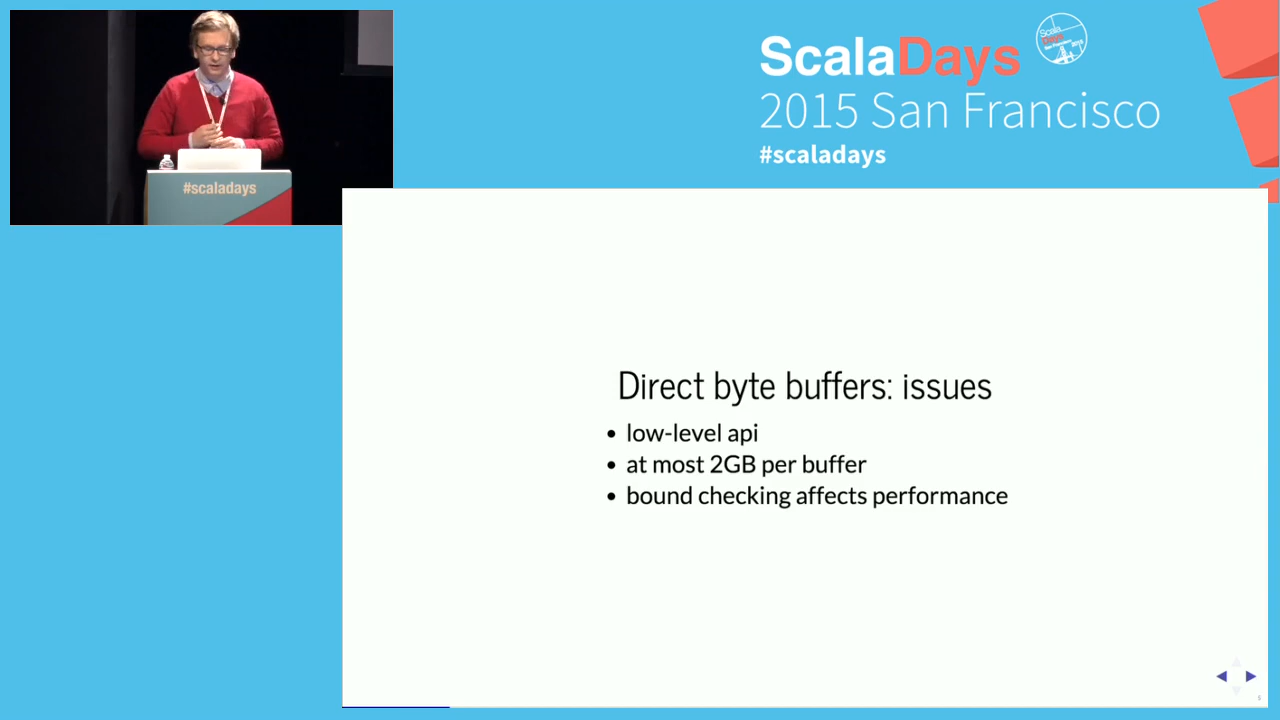 ScalaDays
2015 San Francisco
#scaladays
#scaladays
Direct byte buffers: issues
• low-level api
• at most 2GB per buffer
• bound checking affects performance